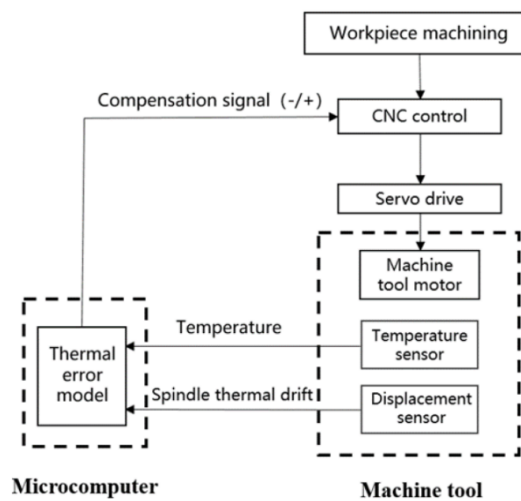 Workpiece machining
Compensation signal (-/+)
CNC control
Servo drive
Machine
tool motor
Temperature
Temperature
sensor
Thermal
error
model
Spindle thermal drift
Displacement
sensor
Microcomputer
Machine tool